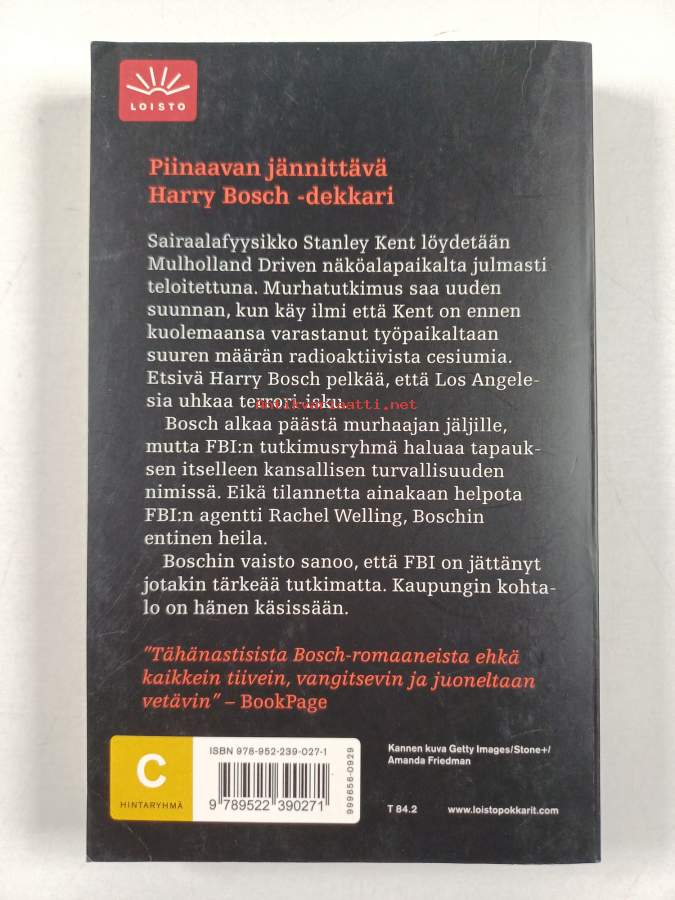 LOISTO
Piinaavan jännittävä
Harry Bosch -dekkari
Sairaalafyysikko Stanley Kent löydetään
Mulholland Driven näköalapaikalta julmasti
teloitettuna. Murhatutkimus saa uuden
suunnan, kun käy ilmi että Kent on ennen
kuolemaansa varastanut työpaikaltaan
suuren määrän radioaktiivista cesiumia.
Etsivä Harry Bosch pelkää, että Los Angele-
sia uhkaa terrori-isku.
antikvariaatti.net
Bosch alkaa päästä murhaajan jäljille,
mutta FBI:n tutkimusryhmä haluaa tapauk-
sen itselleen kansallisen turvallisuuden
nimissä. Eikä tilannetta ainakaan helpota
FBI:n agentti Rachel Welling, Boschin
entinen heila.
Boschin vaisto sanoo, että FBI on jättänyt
jotakin tärkeää tutkimatta. Kaupungin kohta-
lo on hänen käsissään.
"Tähänastisista Bosch-romaaneista ehkä
kaikkein tiivein, vangitsevin ja juoneltaan
vetävin" – BookPage
C
HINTARYHMÄ
ISBN 978-952-239-027-1
9 789522 390271
999656-0929
Kannen kuva Getty Images/Stone+/
Amanda Friedman
T 84.2 www.loistopokkarit.com